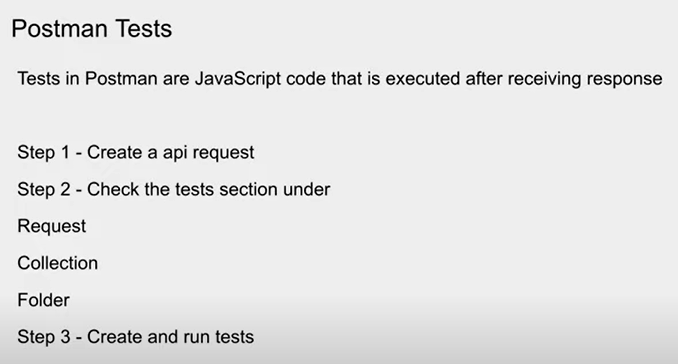 Postman Tests
Tests in Postman are JavaScript code that is executed after receiving response
Step 1 - Create a api request
Step 2 - Check the tests section under
Request
Collection
Folder
Step 3 - Create and run tests